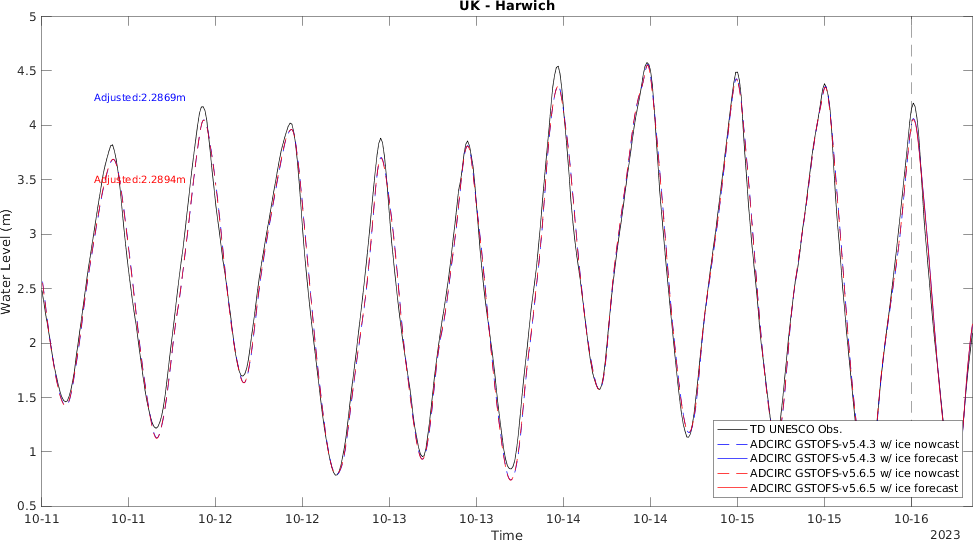 UK - Harwich
5
4.5
4
3.5
3
2.5
2
1.5
1
0.5
Water Level (m)
Adjusted:2.2869m
Adjusted:2.2894m
TD UNESCO Obs.
ADCIRC GSTOFS-v5.4.3 w/ ice nowcast
ADCIRC GSTOFS-v5.4.3 w/ ice forecast
ADCIRC GSTOFS-v5.6.5 w/ ice nowcast
ADCIRC GSTOFS-v5.6.5 w/ ice forecast
10-11 10-11 10-12 10-12 10-13 10-13 10-14 10-14 10-15 10-15 10-16
Time
2023